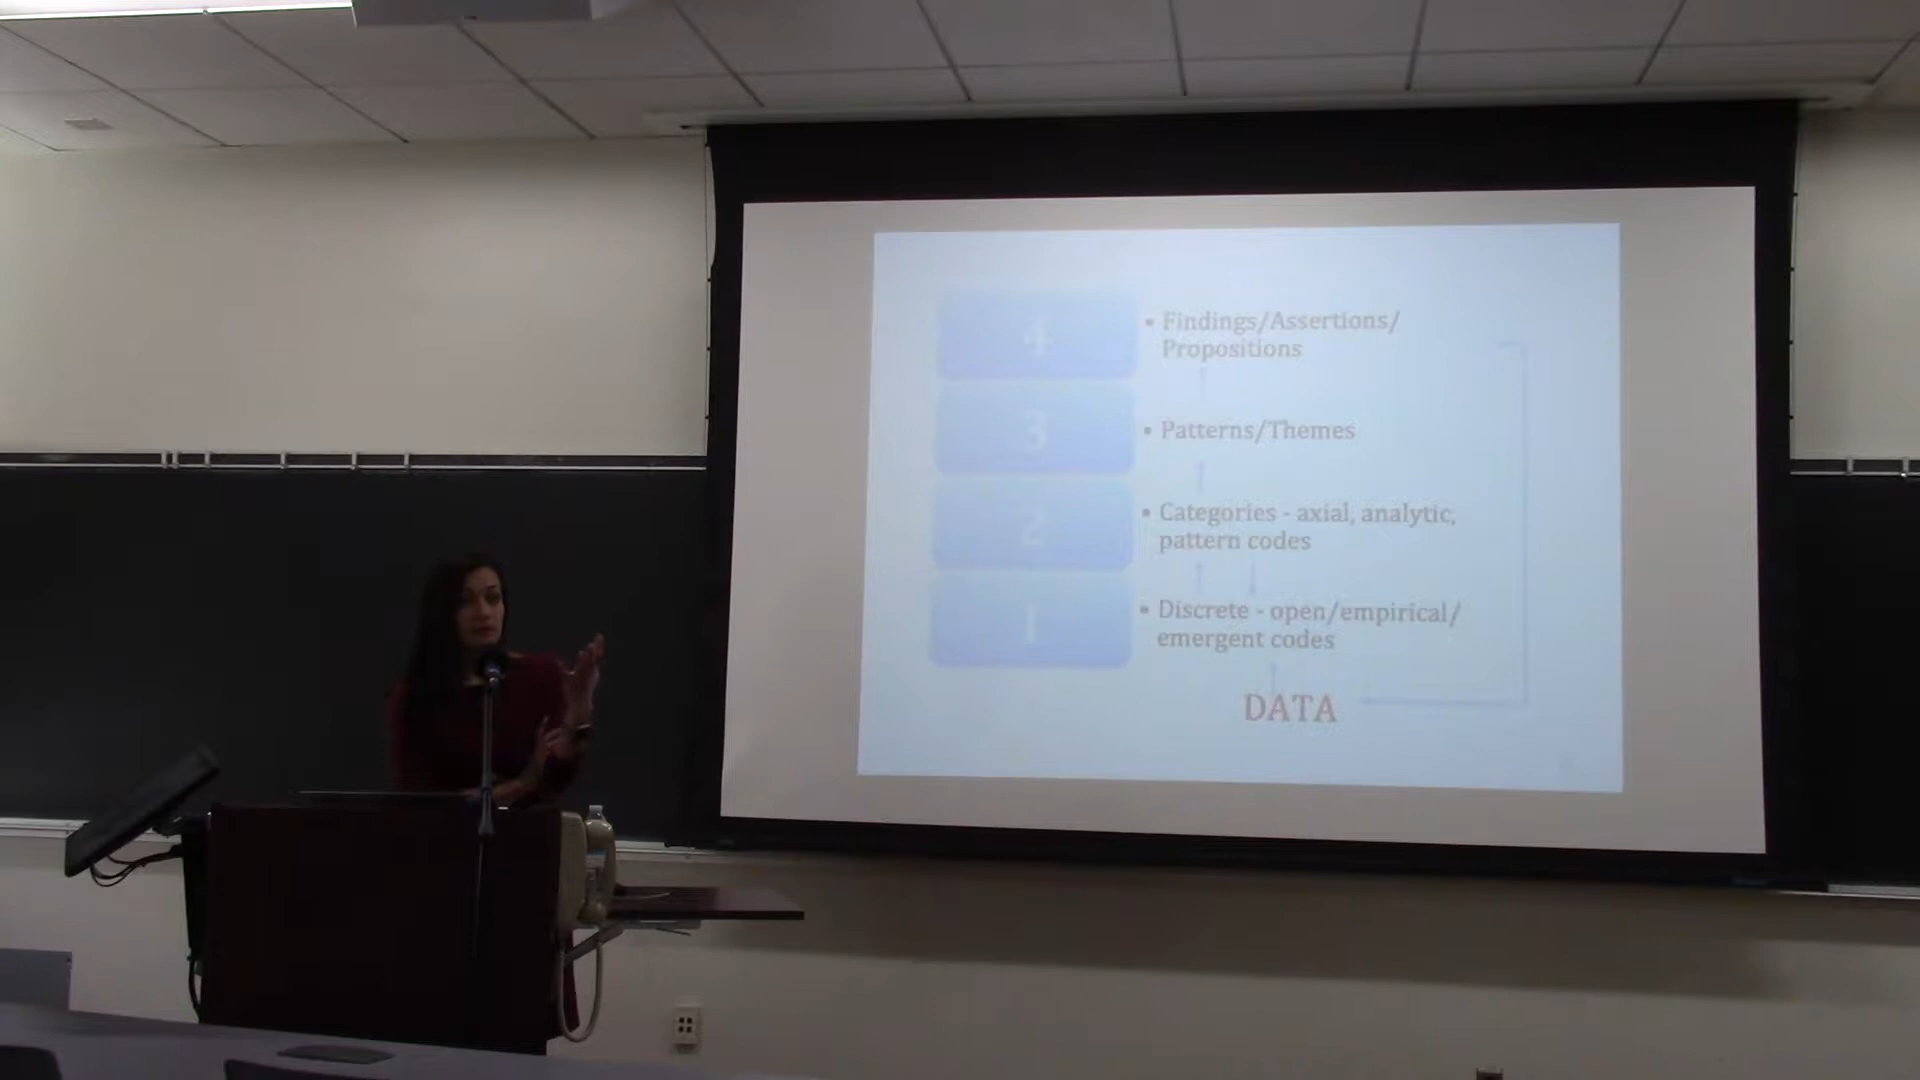 4
• Findings/Assertions/
Propositions
3
• Patterns/Themes
2
• Categories - axial, analytic,
pattern codes
1
• Discrete - open/empirical/
emergent codes
DATA